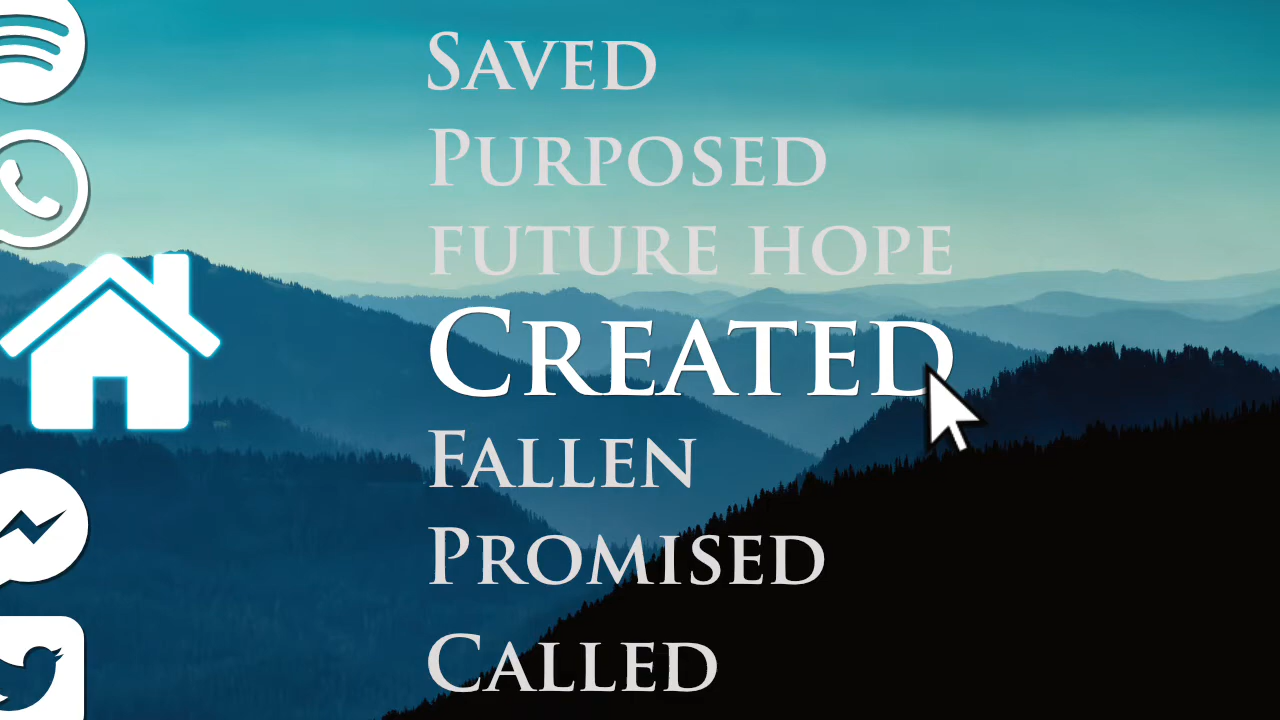 Saved
Purposed
future hope
Created
Fallen
Promised
Called